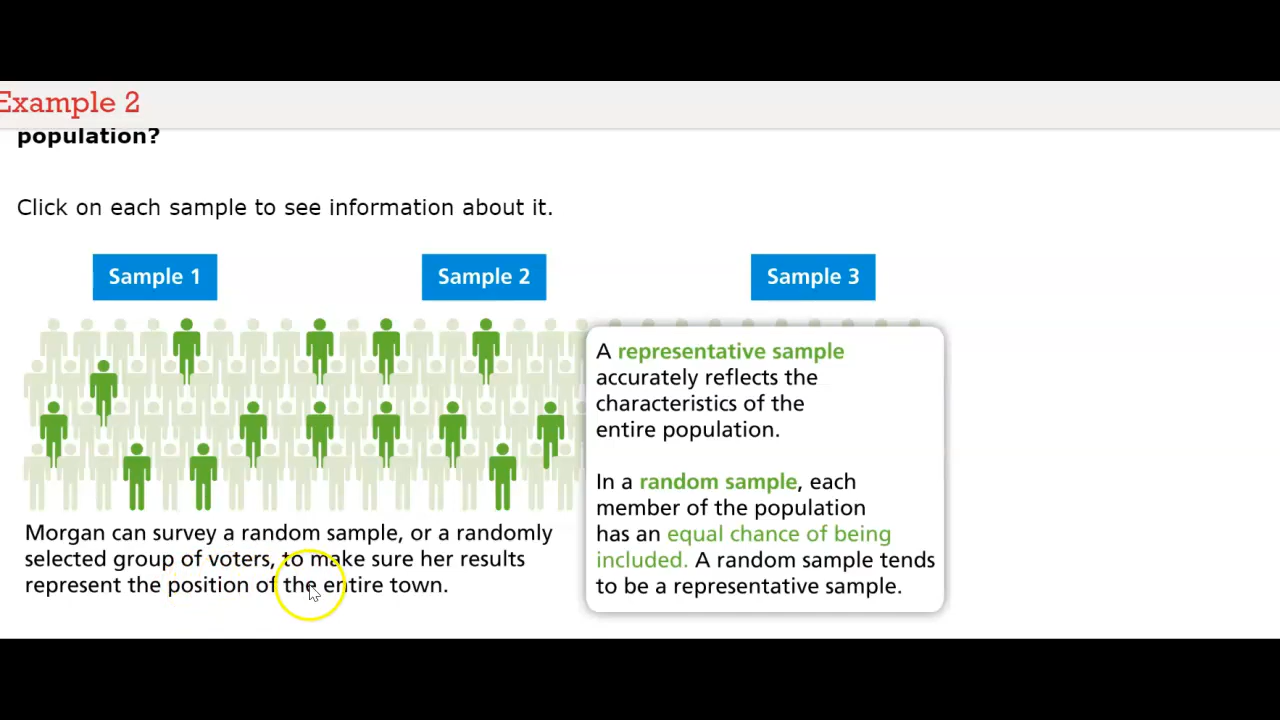 Example 2
population?
Click on each sample to see information about it.
Sample 1
Sample 2
Sample 3
A representative sample
accurately reflects the
characteristics of the
entire population.
In a random sample, each
member of the population
has an equal chance of being
included. A random sample tends
to be a representative sample.
Morgan can survey a random sample, or a randomly
selected group of voters, to make sure her results
represent the position of the entire town.